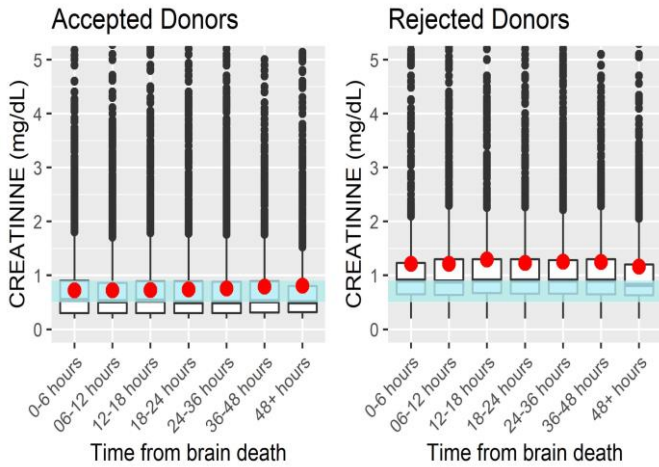 Accepted Donors
CREATININE (mg/dL)
5
4
3
2
1
0
0-6 hours
06-12 hours
12-18 hours
18-24 hours
24-36 hours
36-48 hours
48+ hours
Time from brain death
Rejected Donors
CREATININE (mg/dL)
5
4
3
2
1
0
0-6 hours
06-12 hours
12-18 hours
18-24 hours
24-36 hours
36-48 hours
48+ hours
Time from brain death